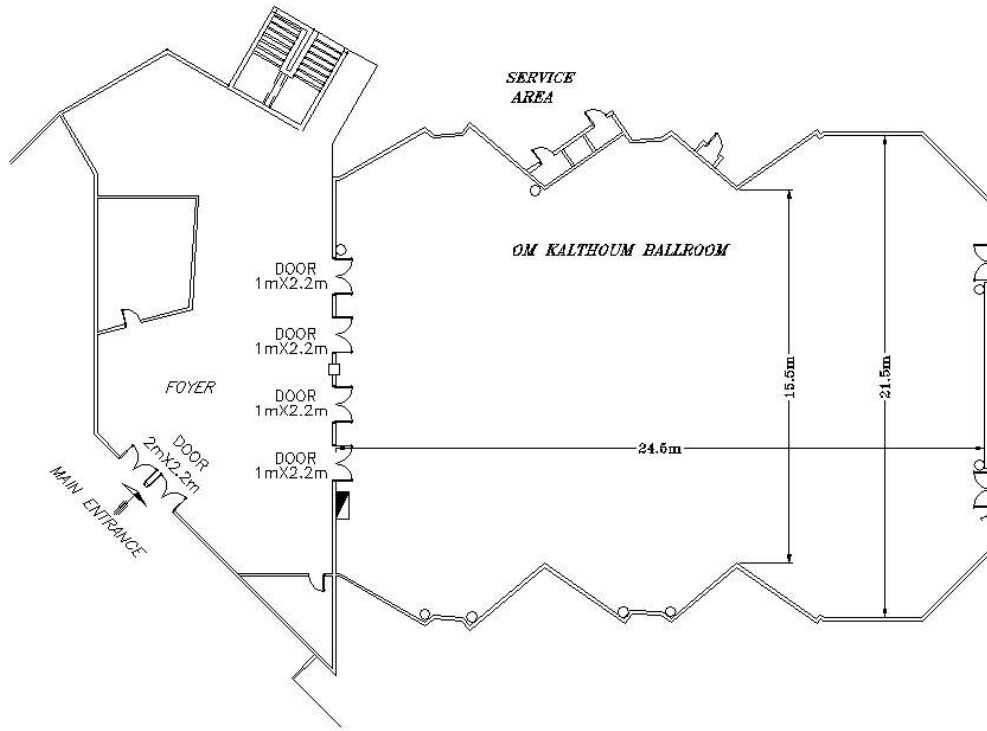 SERVICE
AREA
OM KALTHOUM BALLROOM
DOOR
1mX2.2m
DOOR
1mX2.2m
DOOR
1mX2.2m
DOOR
1mX2.2m
FOYER
15.5m
21.5m
24.5m
DOOR
2mX2.2m
MAIN ENTRANCE